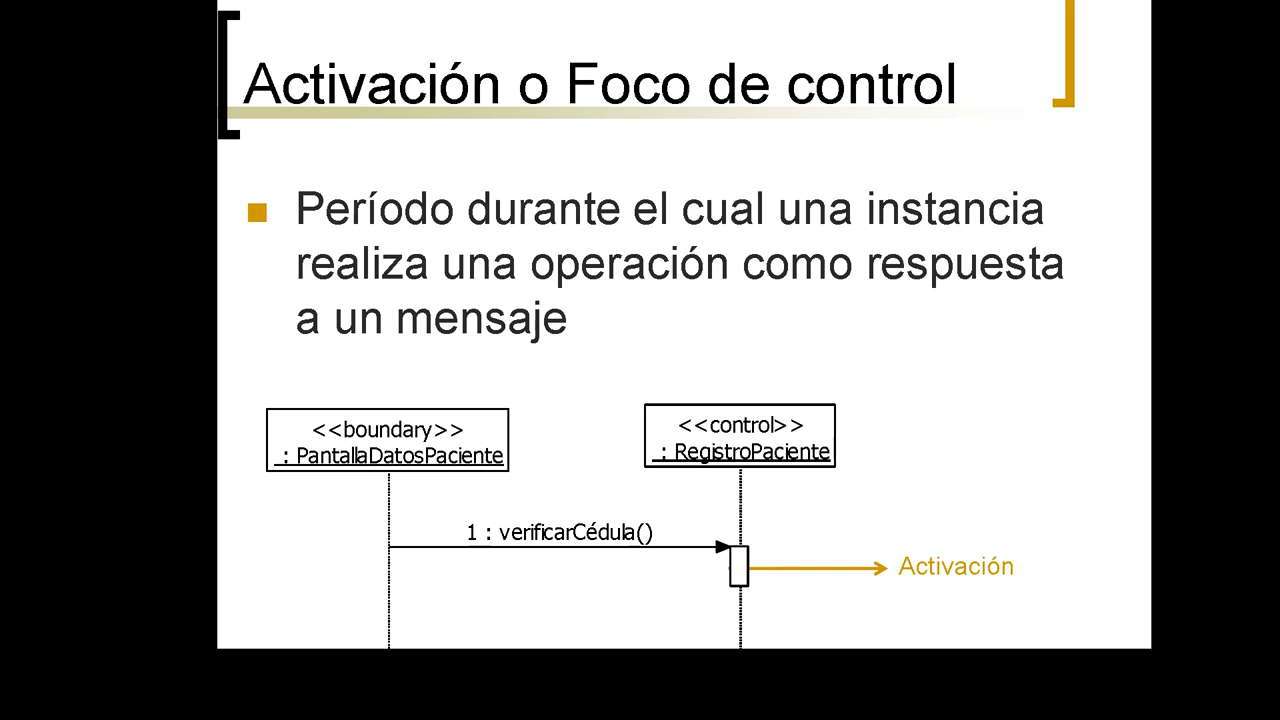 Activación o Foco de control
Período durante el cual una instancia
realiza una operación como respuesta
a un mensaje
<<boundary>>
: PantallaDatosPaciente
<<control>>
: RegistroPaciente
1 : verificarCédula()
Activación